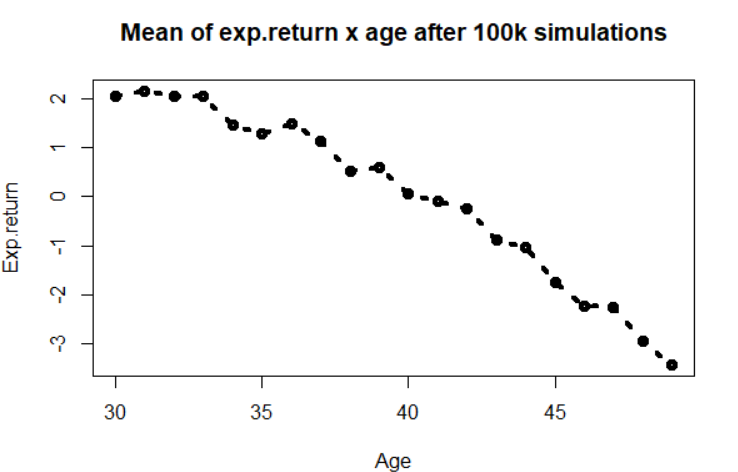 Mean of exp.return x age after 100k simulations
2
1
0
-1
-2
-3
Exp.return
30 35 40 45
Age